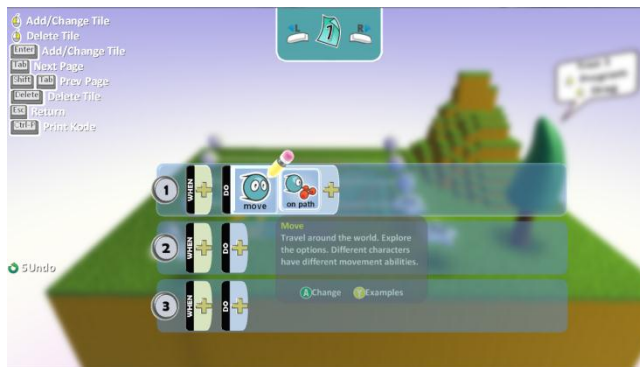 Add/Change Tile
Delete Tile
Enter Add/Change Tile
Tab Next Page
Shift Tab Prev Page
Delete Delete Tile
Esc Return
Print Kode
L 1 R
1 WHEN DO move on path
Move
Travel around the world. Explore
the options. Different characters
have different movement abilities.
2 WHEN DO
A Change Y Examples
5Undo
3 WHEN DO
Program